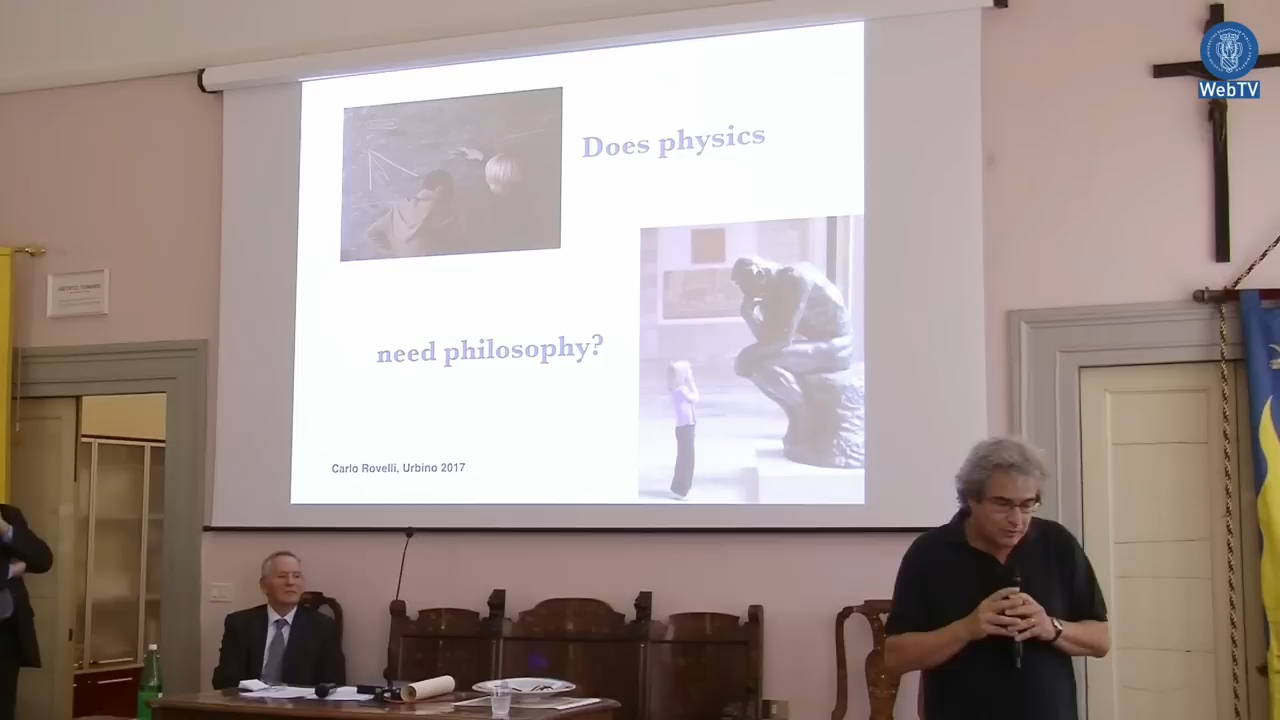 WebTV
Does physics
need philosophy?
Carlo Rovelli, Urbino 2017